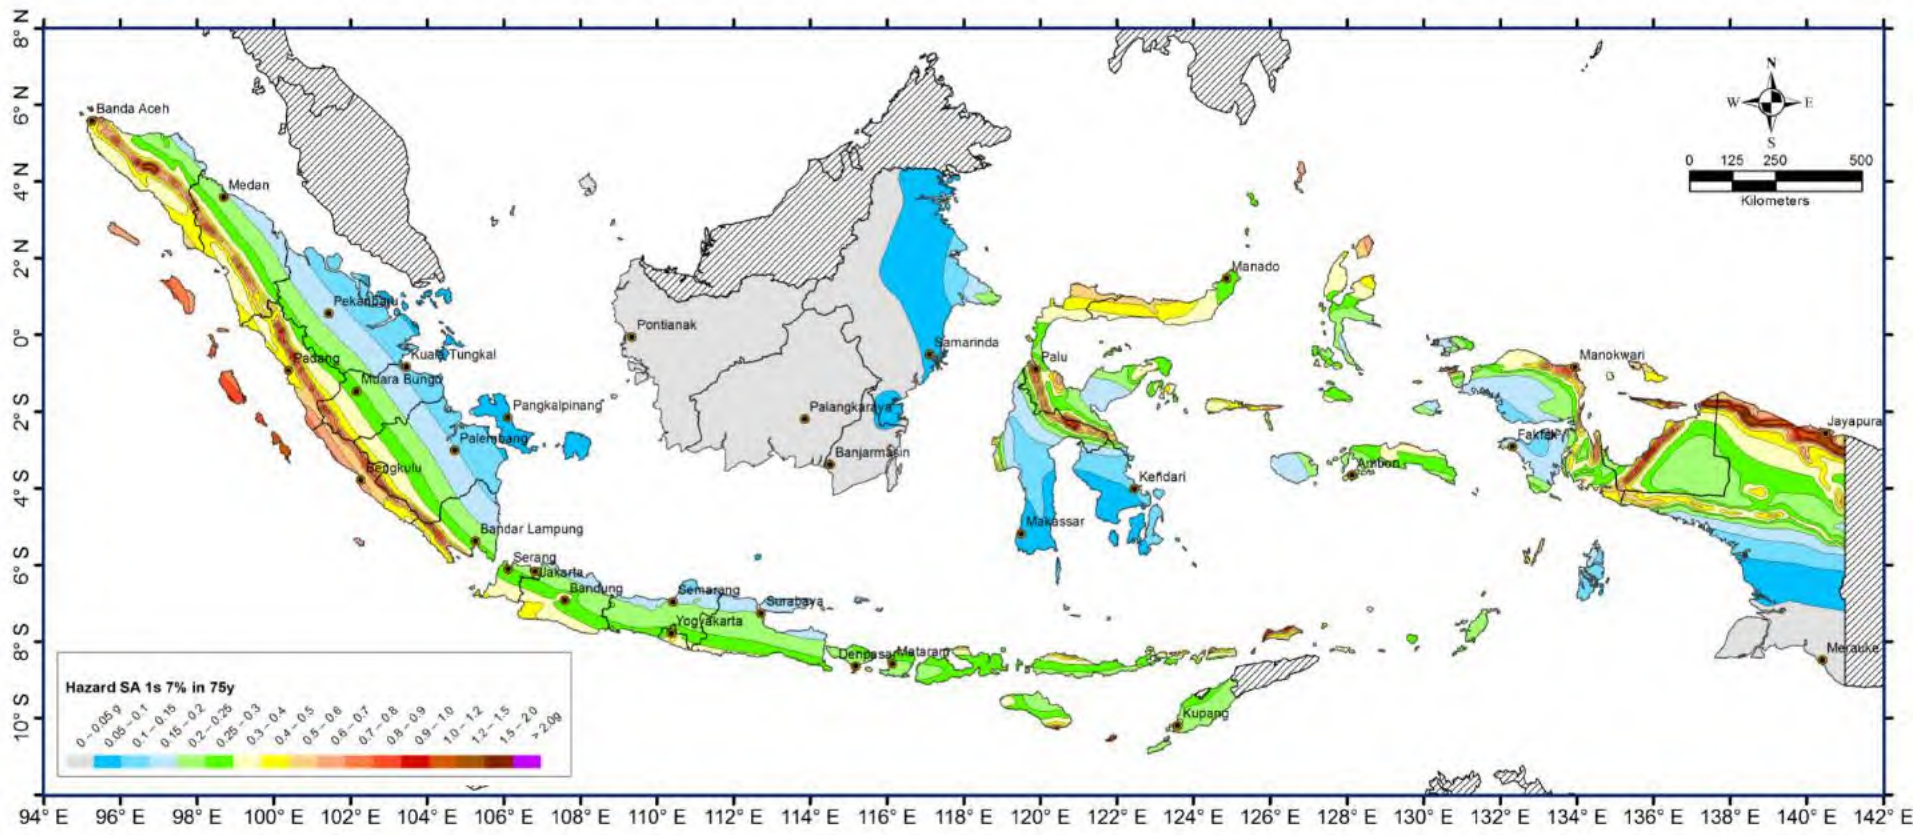 8° N
6° N
4° N
2° N
0°
2° S
4° S
6° S
8° S
10° S
Banda Aceh
Medan
Pekanbaru
Padang
Kuala Tungkal
Muara Bungo
Pangkalpinang
Palembang
Bengkulu
Bandar Lampung
Serang
Jakarta
Bandung
Semarang
Surabaya
Yogyakarta
Denpasar
Mataram
Kupang
Pontianak
Samarinda
Palangkaraya
Banjarmasin
Manado
Palu
Kendari
Makassar
Ambon
Manokwari
Fakfak
Jayapura
Merauke
N
W E
S
0 125 250 500
Kilometers
Hazard SA 1s 7% in 75y
0 – 0.05 g
0.05 – 0.1
0.1 – 0.15
0.15 – 0.2
0.2 – 0.25
0.25 – 0.3
0.3 – 0.4
0.4 – 0.5
0.5 – 0.6
0.6 – 0.7
0.7 – 0.8
0.8 – 0.9
0.9 – 1.0
1.0 – 1.2
1.2 – 1.5
1.5 – 2.0
> 2.0g
94° E 96° E 98° E 100° E 102° E 104° E 106° E 108° E 110° E 112° E 114° E 116° E 118° E 120° E 122° E 124° E 126° E 128° E 130° E 132° E 134° E 136° E 138° E 140° E 142° E